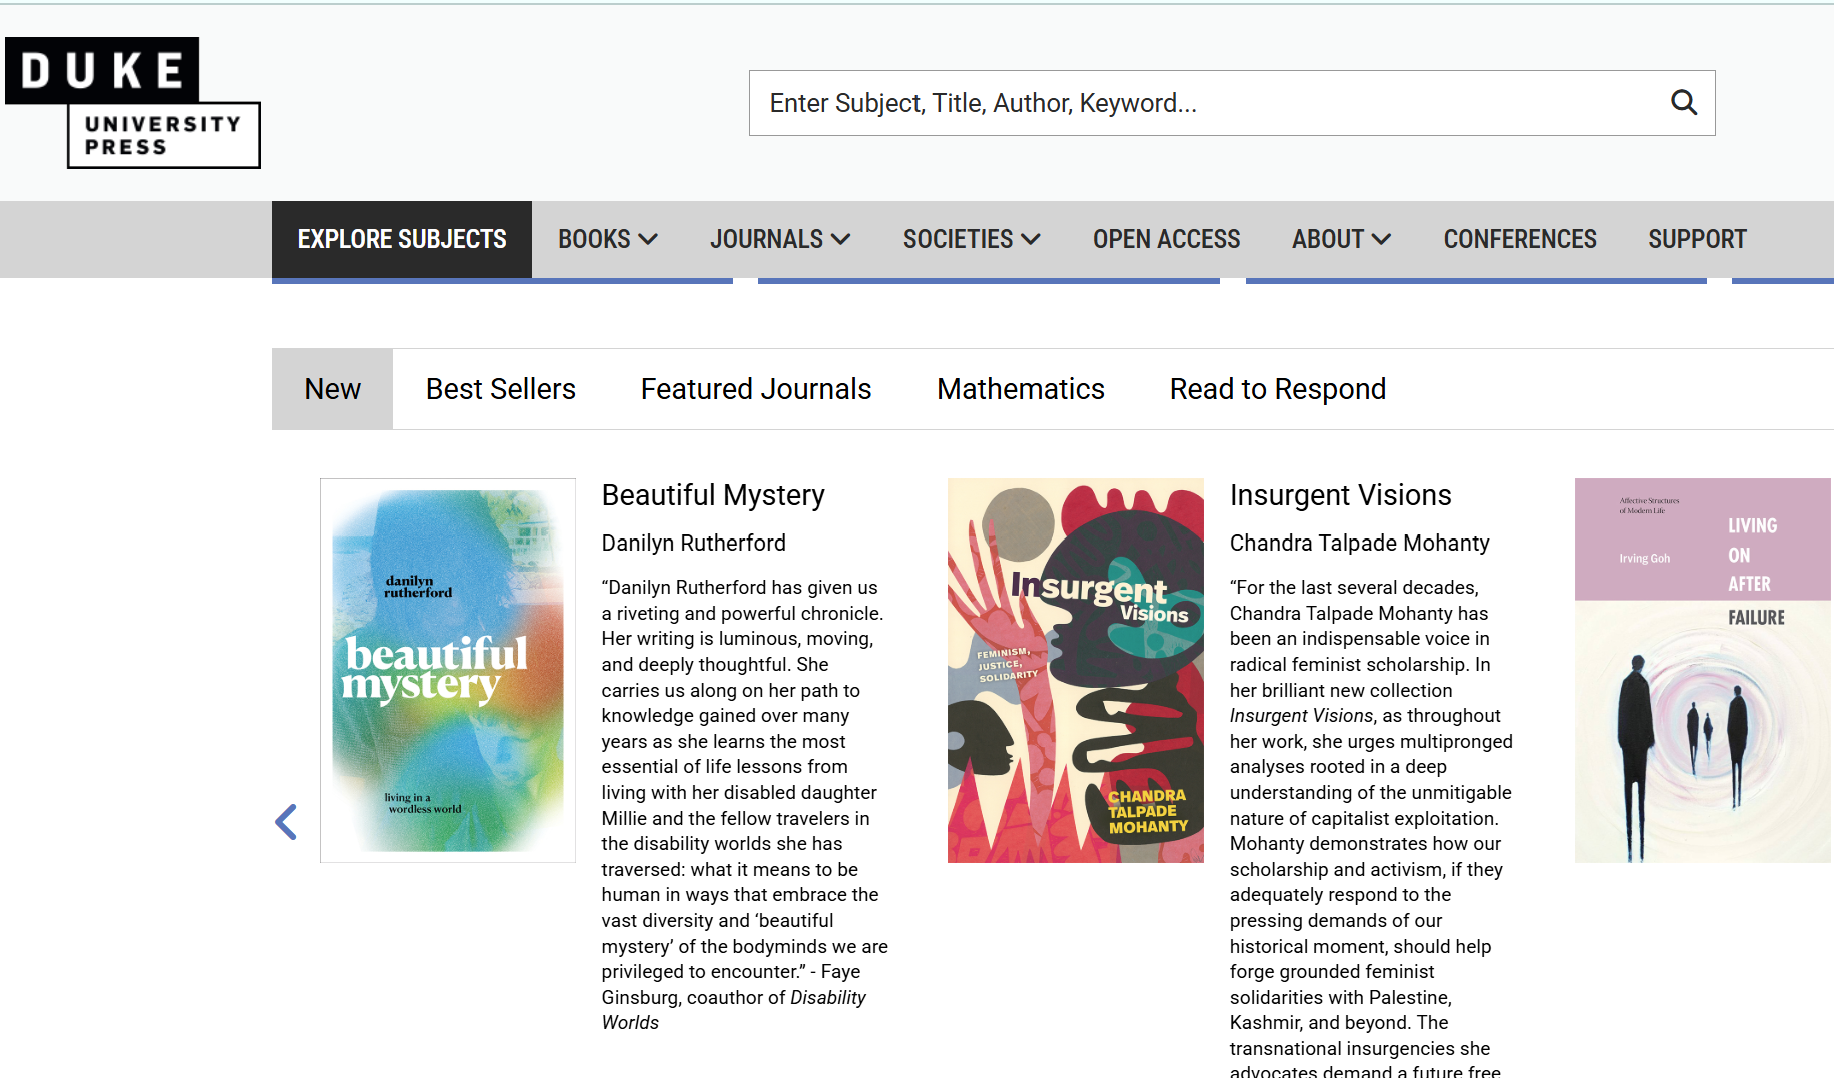 DUKE
UNIVERSITY
PRESS
Enter Subject, Title, Author, Keyword...
EXPLORE SUBJECTS
BOOKS
JOURNALS
SOCIETIES
OPEN ACCESS
ABOUT
CONFERENCES
SUPPORT
New
Best Sellers
Featured Journals
Mathematics
Read to Respond
danilyn
rutherford
beautiful
mystery
living in a
wordless world
Beautiful Mystery
Danilyn Rutherford
“Danilyn Rutherford has given us
a riveting and powerful chronicle.
Her writing is luminous, moving,
and deeply thoughtful. She
carries us along on her path to
knowledge gained over many
years as she learns the most
essential of life lessons from
living with her disabled daughter
Millie and the fellow travelers in
the disability worlds she has
traversed: what it means to be
human in ways that embrace the
vast diversity and ‘beautiful
mystery’ of the bodyminds we are
privileged to encounter.” - Faye
Ginsburg, coauthor of Disability
Worlds
Insurgent
Visions
FEMINISM,
JUSTICE,
SOLIDARITY
CHANDRA
TALPADE
MOHANTY
Insurgent Visions
Chandra Talpade Mohanty
“For the last several decades,
Chandra Talpade Mohanty has
been an indispensable voice in
radical feminist scholarship. In
her brilliant new collection
Insurgent Visions, as throughout
her work, she urges multipronged
analyses rooted in a deep
understanding of the unmitigable
nature of capitalist exploitation.
Mohanty demonstrates how our
scholarship and activism, if they
adequately respond to the
pressing demands of our
historical moment, should help
forge grounded feminist
solidarities with Palestine,
Kashmir, and beyond. The
transnational insurgencies she
advocates demand a future free
Affective Structures
of Modern Life
Irving Goh
LIVING
ON
AFTER
FAILURE